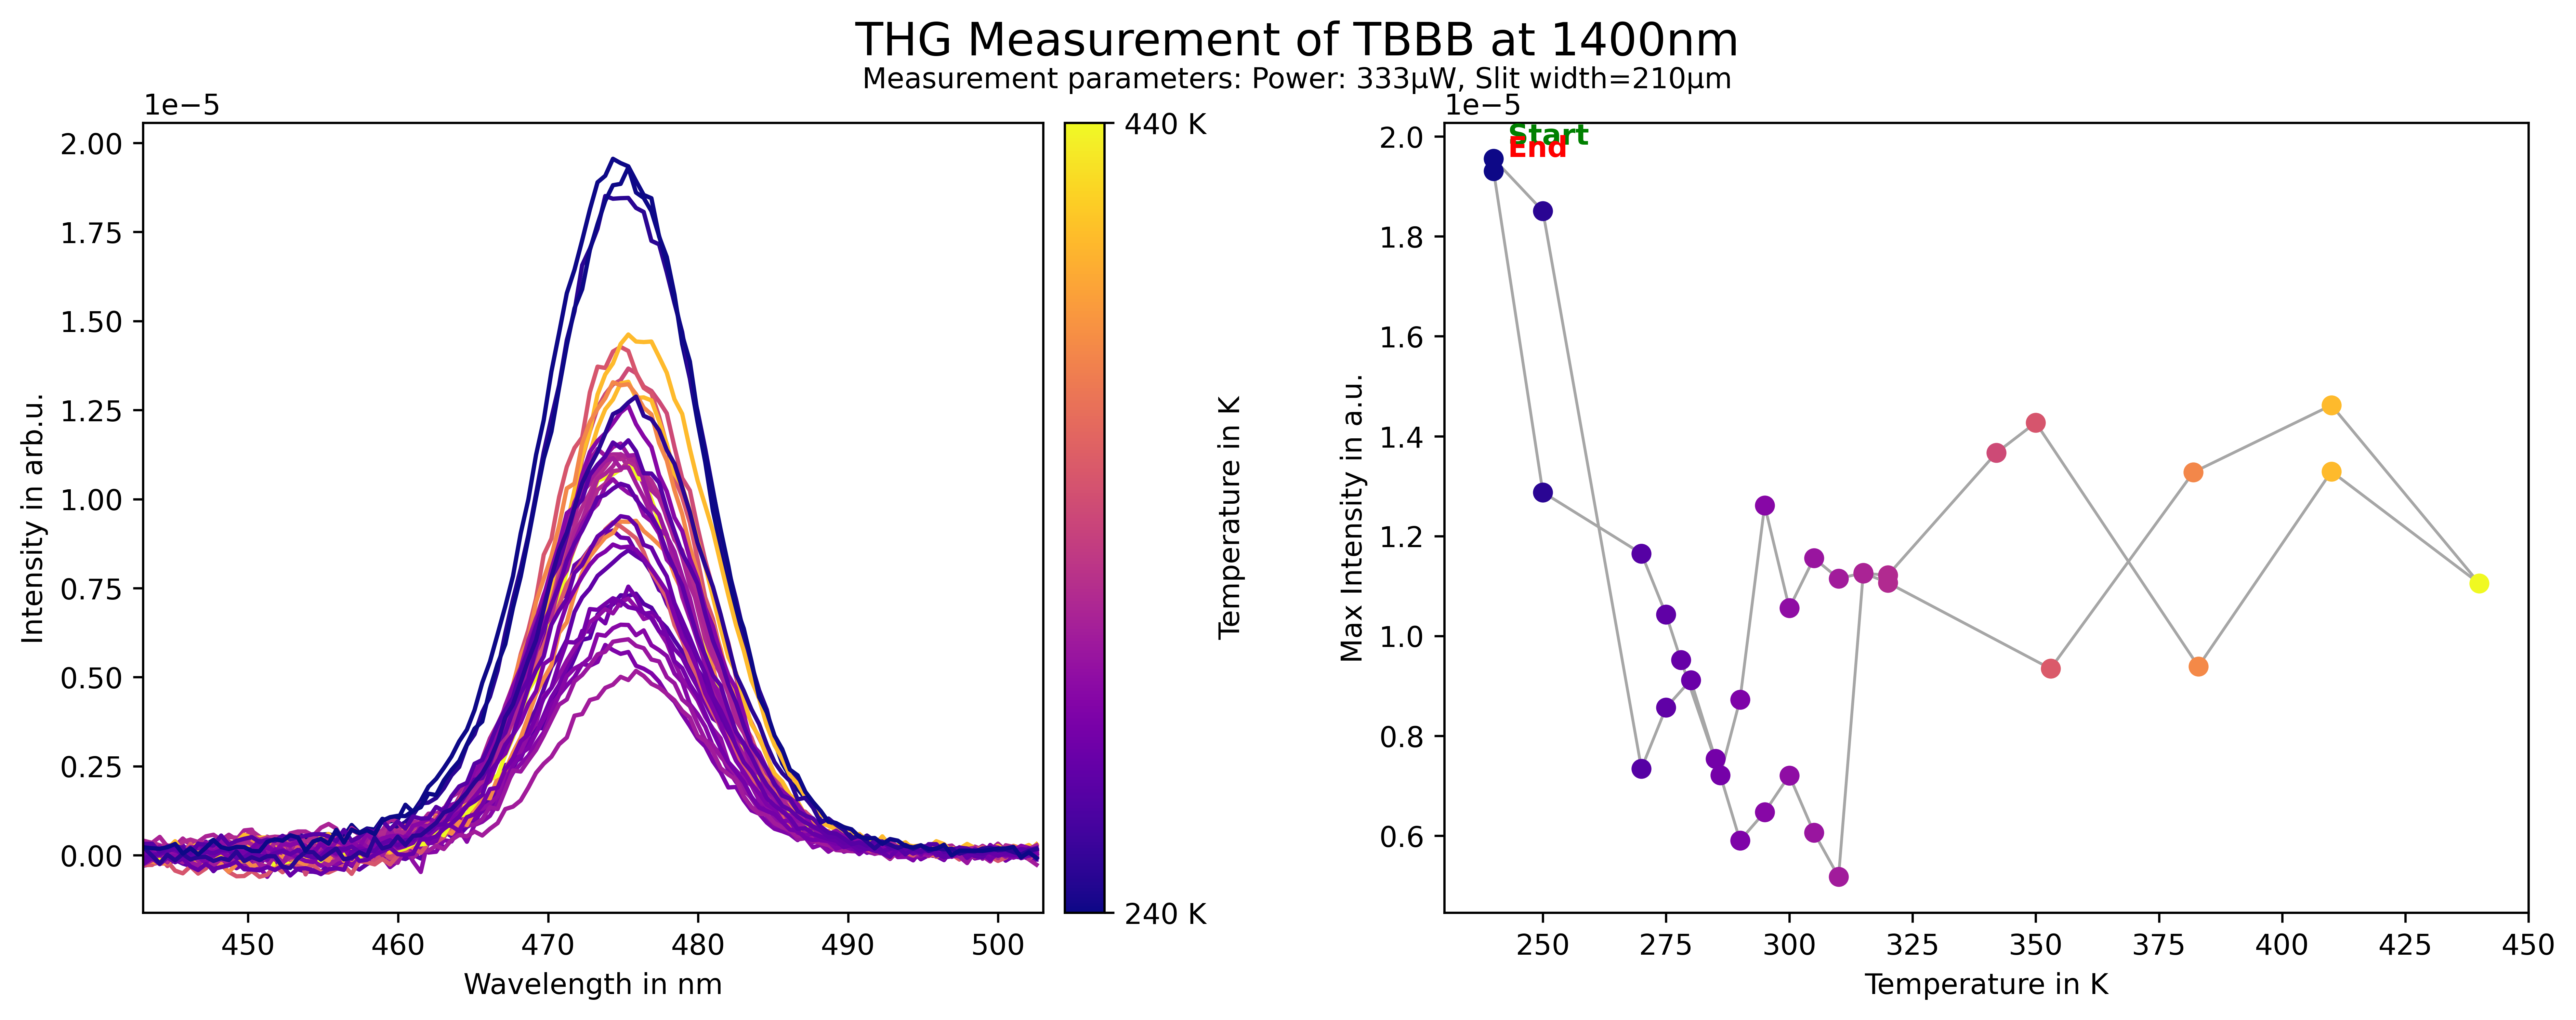 THG Measurement of TBBB at 1400nm
Measurement parameters: Power: 333µW, Slit width=210µm
1e−5
2.00
1.75
1.50
1.25
1.00
0.75
0.50
0.25
0.00
Intensity in arb.u.
450 460 470 480 490 500
Wavelength in nm
440 K
240 K
Temperature in K
1e−5
Start
End
2.0
1.8
1.6
1.4
1.2
1.0
0.8
0.6
Max Intensity in a.u.
250 275 300 325 350 375 400 425 450
Temperature in K